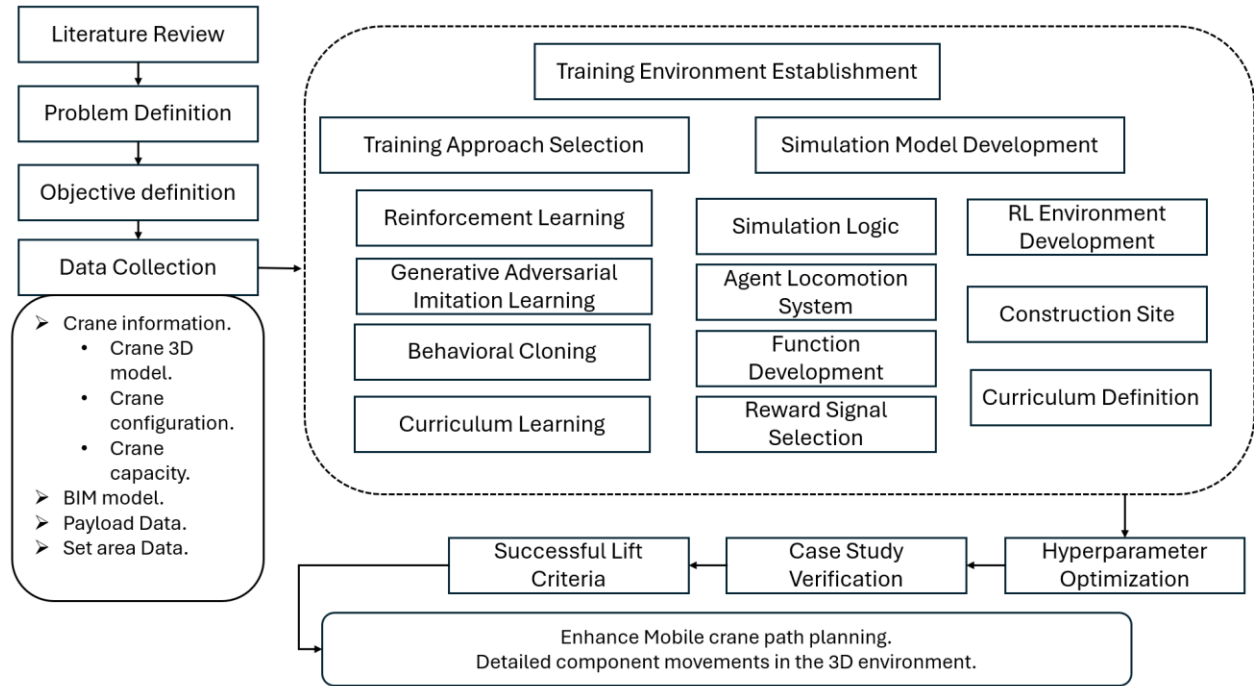 Literature Review
Problem Definition
Objective definition
Data Collection
➢ Crane information.
• Crane 3D
model.
• Crane
configuration.
• Crane
capacity.
➢ BIM model.
➢ Payload Data.
➢ Set area Data.
Training Environment Establishment
Training Approach Selection
Simulation Model Development
Reinforcement Learning
Generative Adversarial
Imitation Learning
Behavioral Cloning
Curriculum Learning
Simulation Logic
Agent Locomotion
System
Function
Development
Reward Signal
Selection
RL Environment
Development
Construction Site
Curriculum Definition
Hyperparameter
Optimization
Case Study
Verification
Successful Lift
Criteria
Enhance Mobile crane path planning.
Detailed component movements in the 3D environment.